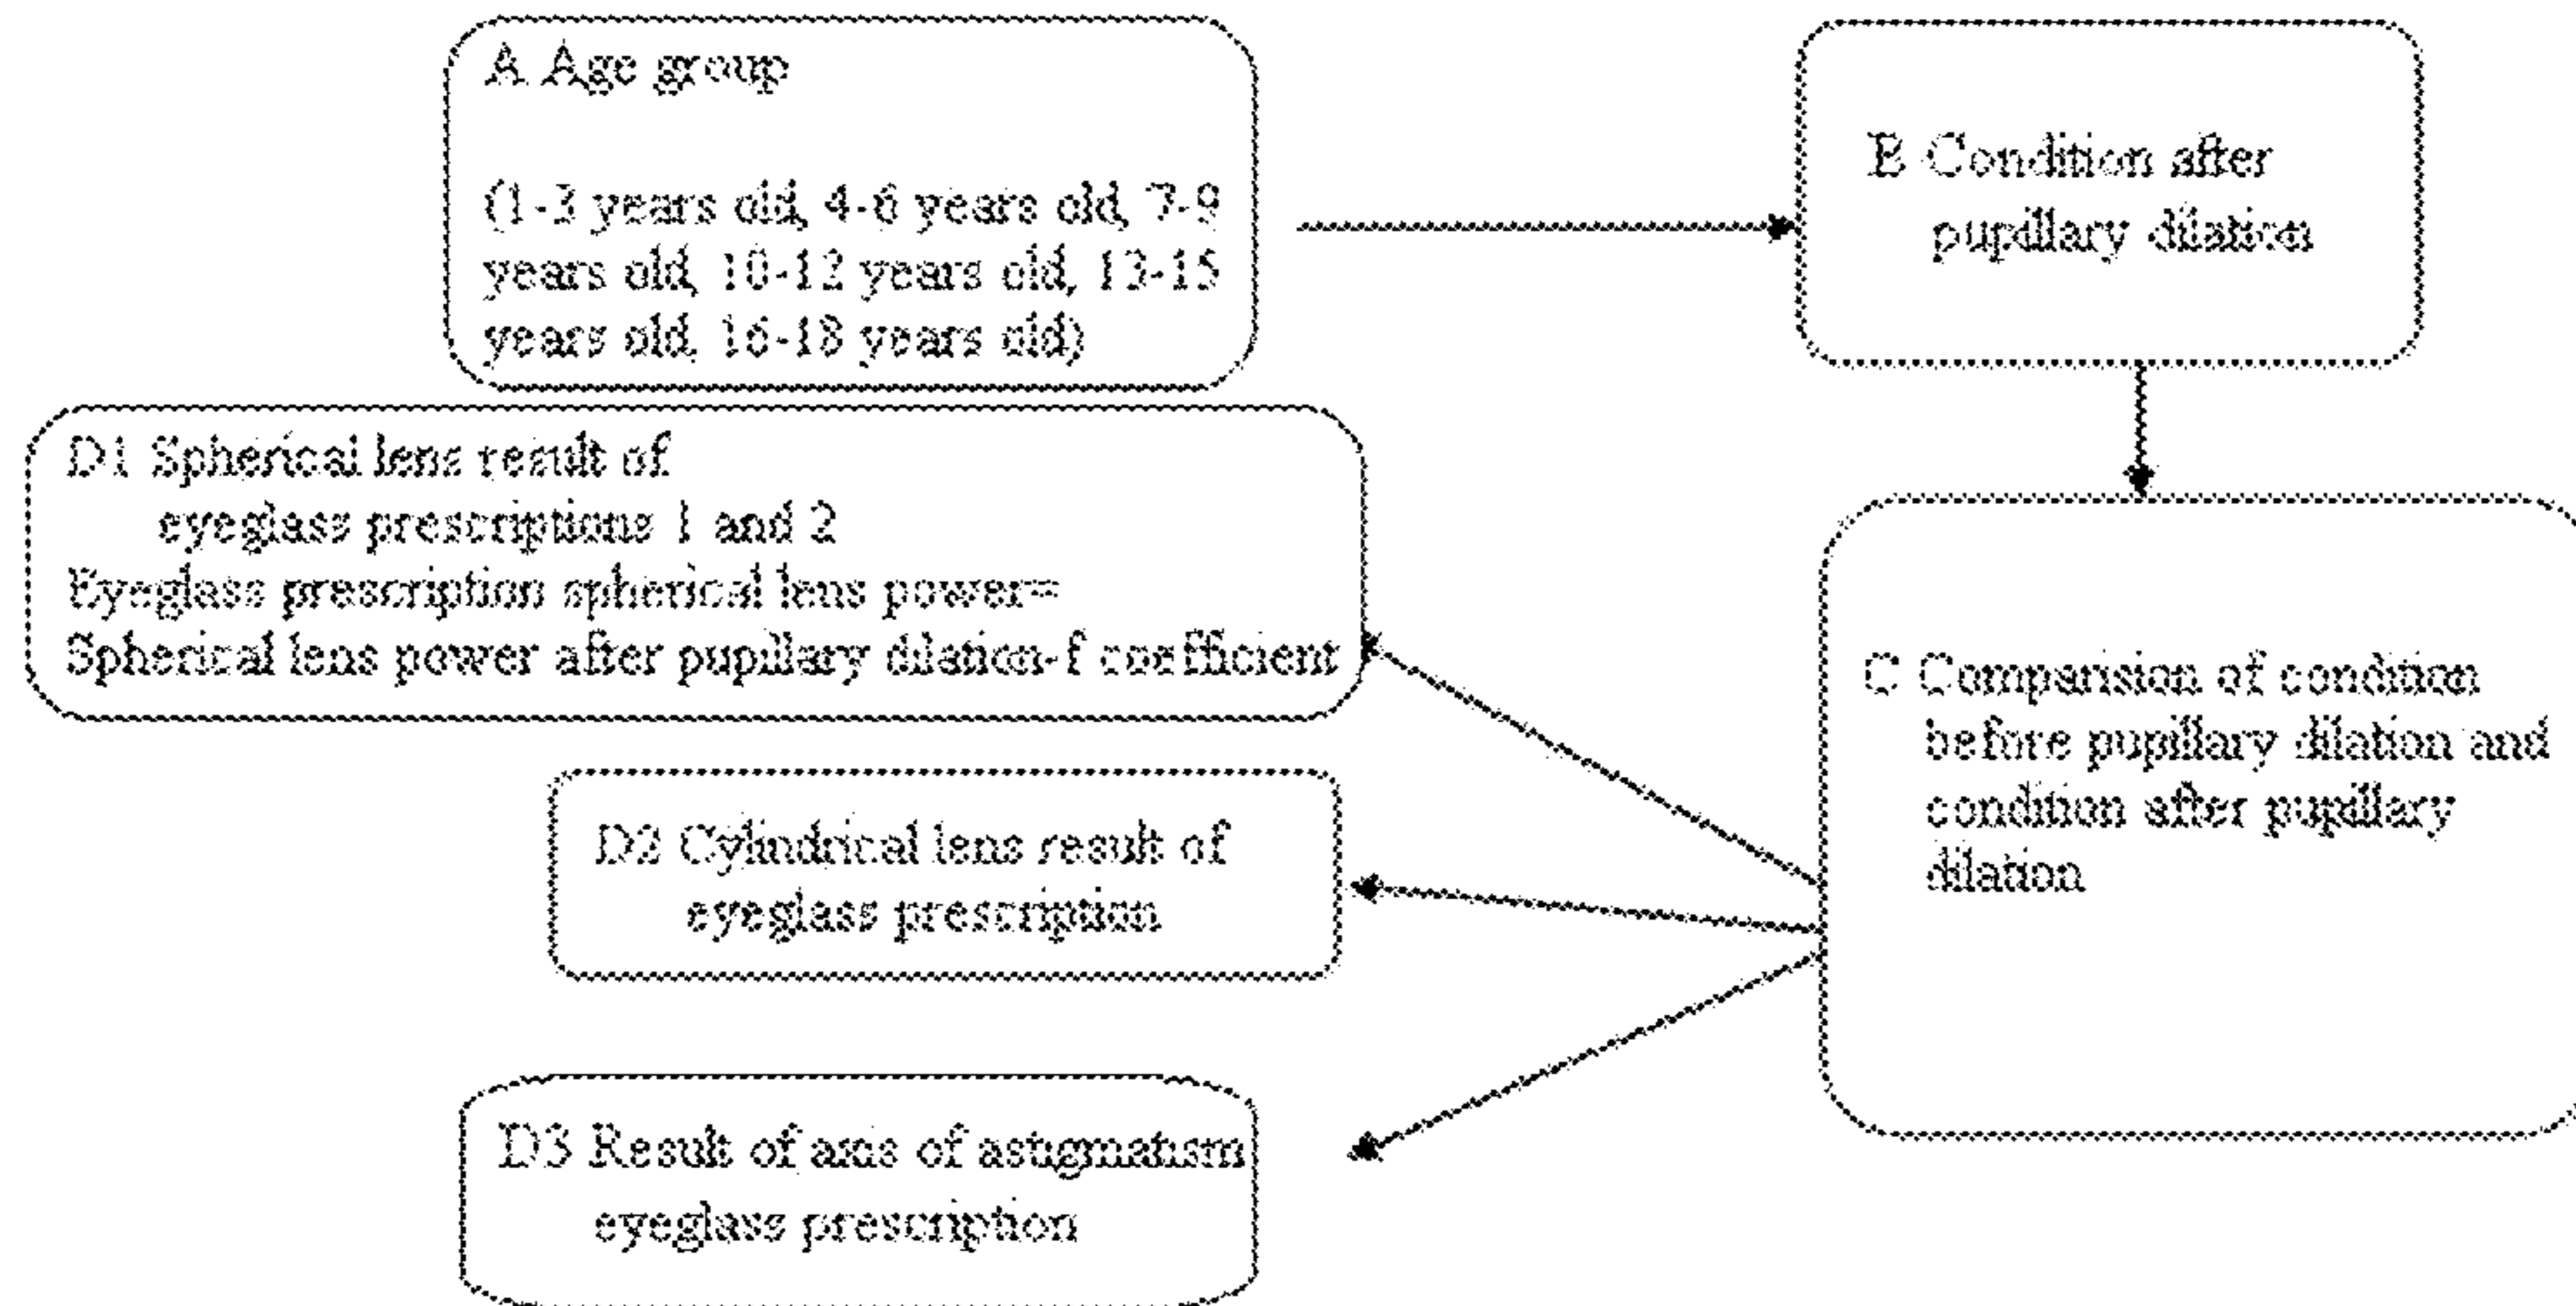 A Age group
(1-3 years old, 4-6 years old, 7-9
years old, 10-12 years old, 13-15
years old, 16-18 years old)
B Condition after
pupillary dilation
C Comparision of condition
before pupillary dilation and
condition after pupillary
dilation
D1 Spherical lens result of
eyeglass prescriptions 1 and 2
Eyeglass prescription spherical lens power=
Spherical lens power after pupillary dilation-f coefficient
D2 Cylindrical lens result of
eyeglass prescription
D3 Result of axis of astigmatism
eyeglass prescription